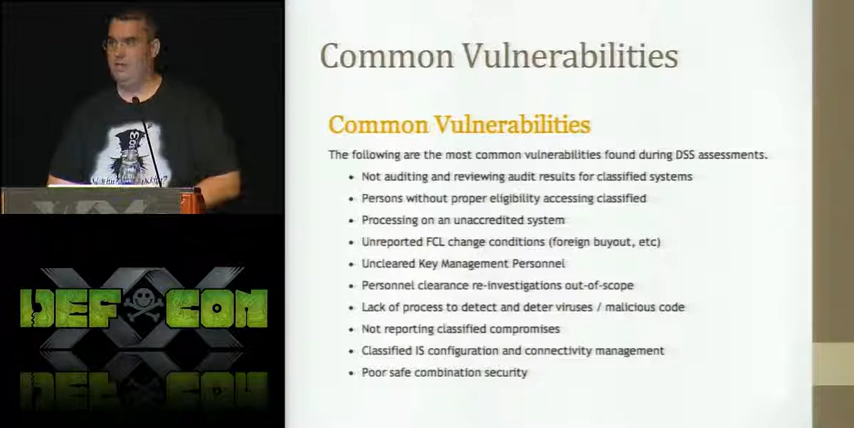 Common Vulnerabilities
Common Vulnerabilities
The following are the most common vulnerabilities found during DSS assessments.
• Not auditing and reviewing audit results for classified systems
• Persons without proper eligibility accessing classified
• Processing on an unaccredited system
• Unreported FCL change conditions (foreign buyout, etc)
• Uncleared Key Management Personnel
• Personnel clearance re-investigations out-of-scope
• Lack of process to detect and deter viruses / malicious code
• Not reporting classified compromises
• Classified IS configuration and connectivity management
• Poor safe combination security
DEF CON
XX